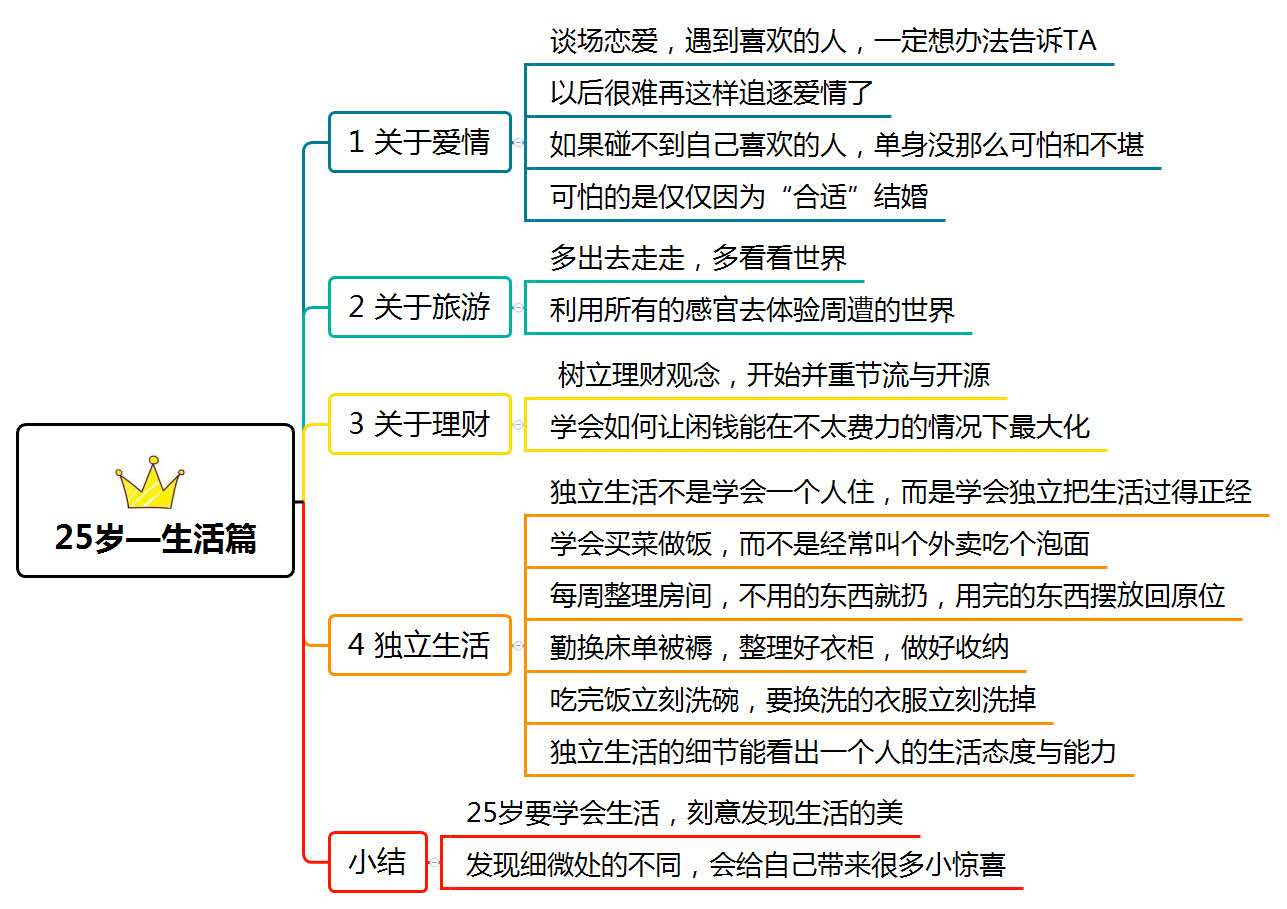 25岁—生活篇
1 关于爱情
谈场恋爱，遇到喜欢的人，一定想办法告诉TA
以后很难再这样追逐爱情了
如果碰不到自己喜欢的人，单身没那么可怕和不堪
可怕的是仅仅因为“合适”结婚
2 关于旅游
多出去走走，多看看世界
利用所有的感官去体验周遭的世界
3 关于理财
树立理财观念，开始并重节流与开源
学会如何让闲钱能在不太费力的情况下最大化
4 独立生活
独立生活不是学会一个人住，而是学会独立把生活过得正经
学会买菜做饭，而不是经常叫个外卖吃个泡面
每周整理房间，不用的东西就扔，用完的东西摆放回原位
勤换床单被褥，整理好衣柜，做好收纳
吃完饭立刻洗碗，要换洗的衣服立刻洗掉
独立生活的细节能看出一个人的生活态度与能力
小结
25岁要学会生活，刻意发现生活的美
发现细微处的不同，会给自己带来很多小惊喜